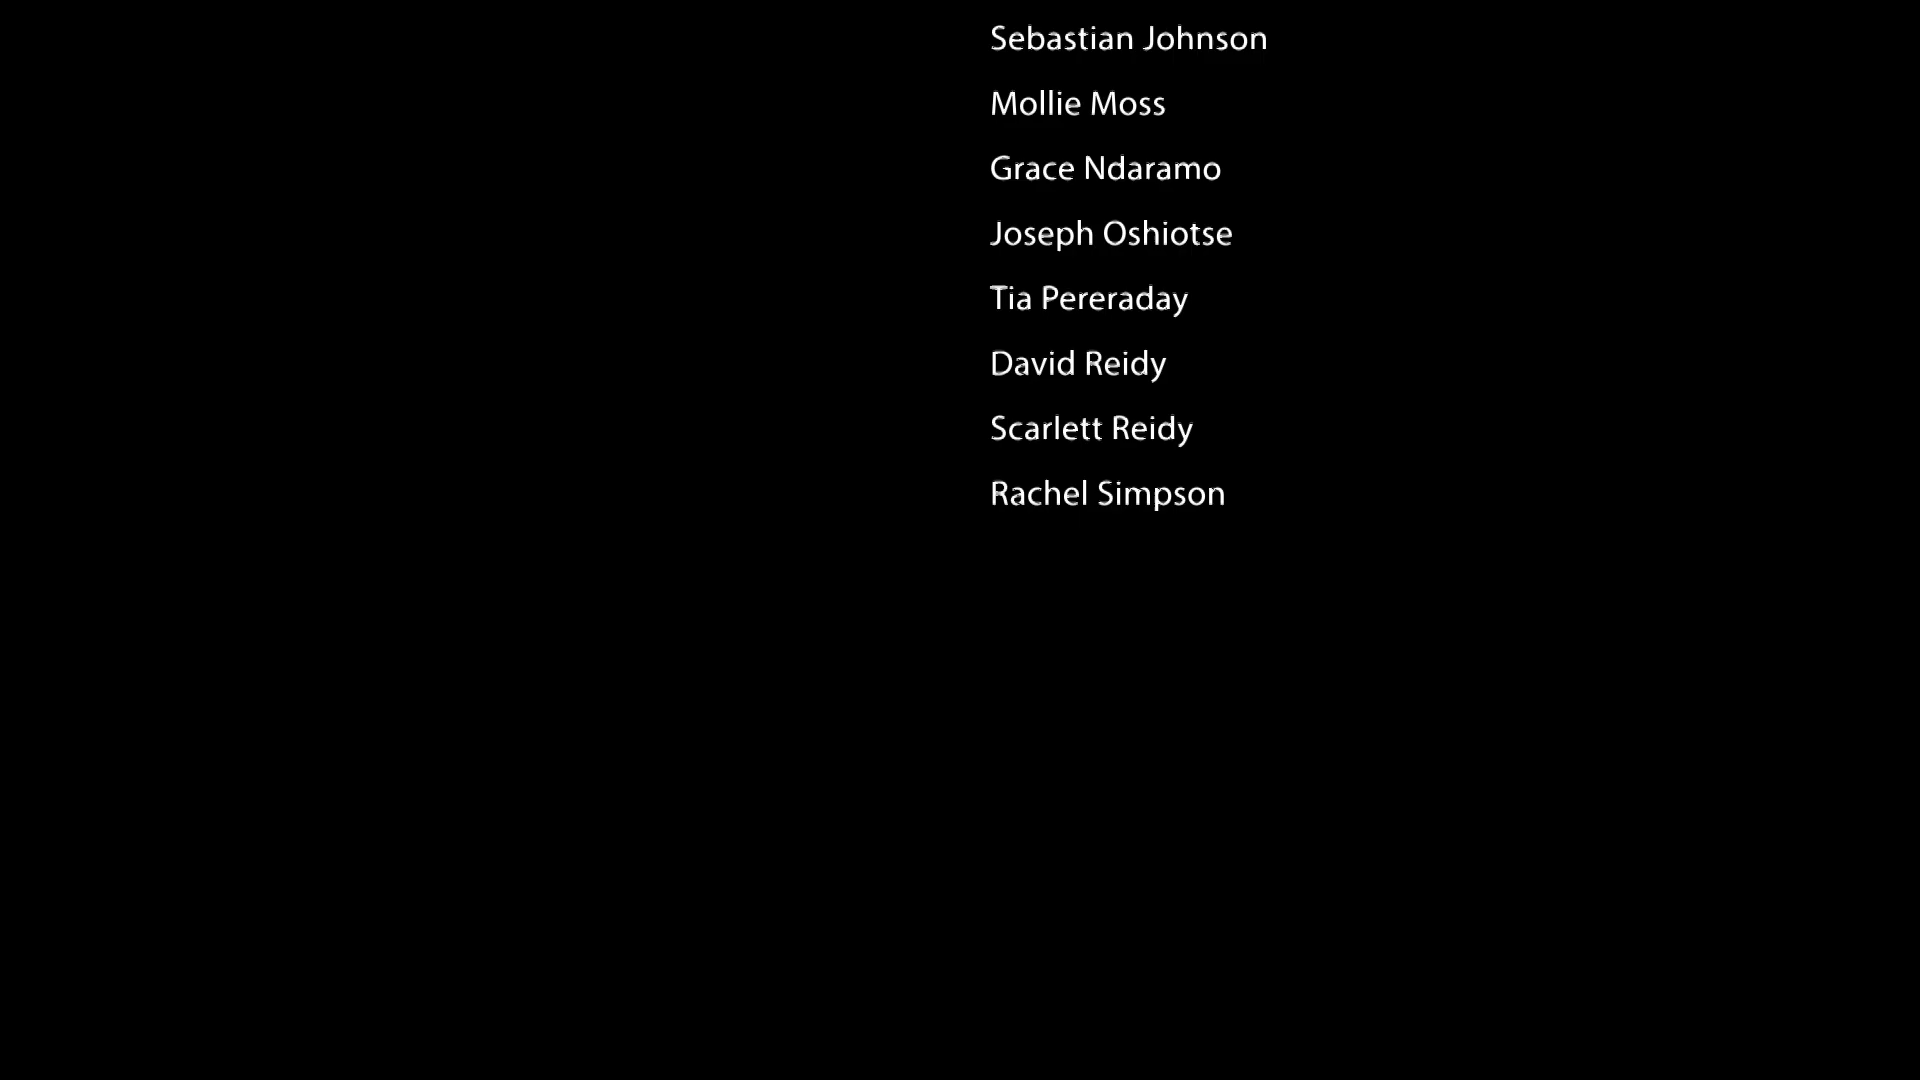 Sebastian Johnson
Mollie Moss
Grace Ndaramo
Joseph Oshiotse
Tia Pereraday
David Reidy
Scarlett Reidy
Rachel Simpson